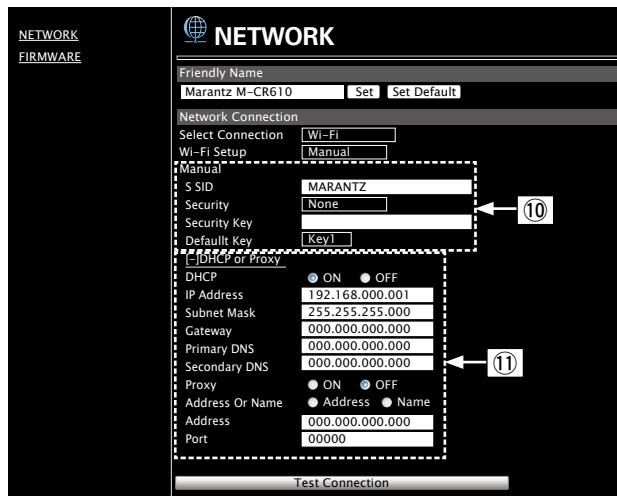 NETWORK
FIRMWARE
NETWORK
Friendly Name
Marantz M-CR610 Set Set Default
Network Connection
Select Connection Wi-Fi
Wi-Fi Setup Manual
Manual
S SID MARANTZ
Security None
Security Key
Defaullt Key Key1
⑩
[-]DHCP or Proxy
DHCP ON OFF
IP Address 192.168.000.001
Subnet Mask 255.255.255.000
Gateway 000.000.000.000
Primary DNS 000.000.000.000
Secondary DNS 000.000.000.000
⑪
Proxy ON OFF
Address Or Name Address Name
Address 000.000.000.000
Port 00000
Test Connection